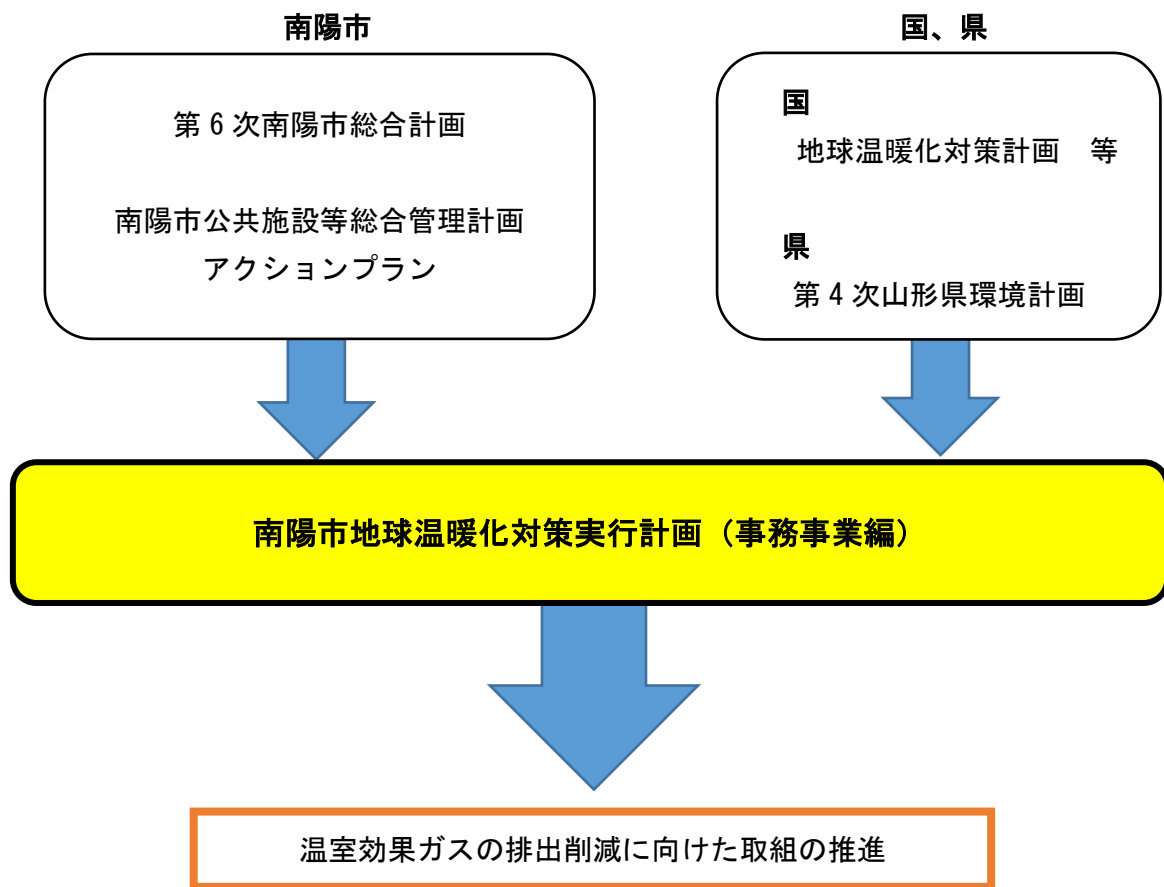 南陽市
第6次南陽市総合計画
南陽市公共施設等総合管理計画
アクションプラン
国、県
国
地球温暖化対策計画　等
県
第4次山形県環境計画
南陽市地球温暖化対策実行計画（事務事業編）
温室効果ガスの排出削減に向けた取組の推進